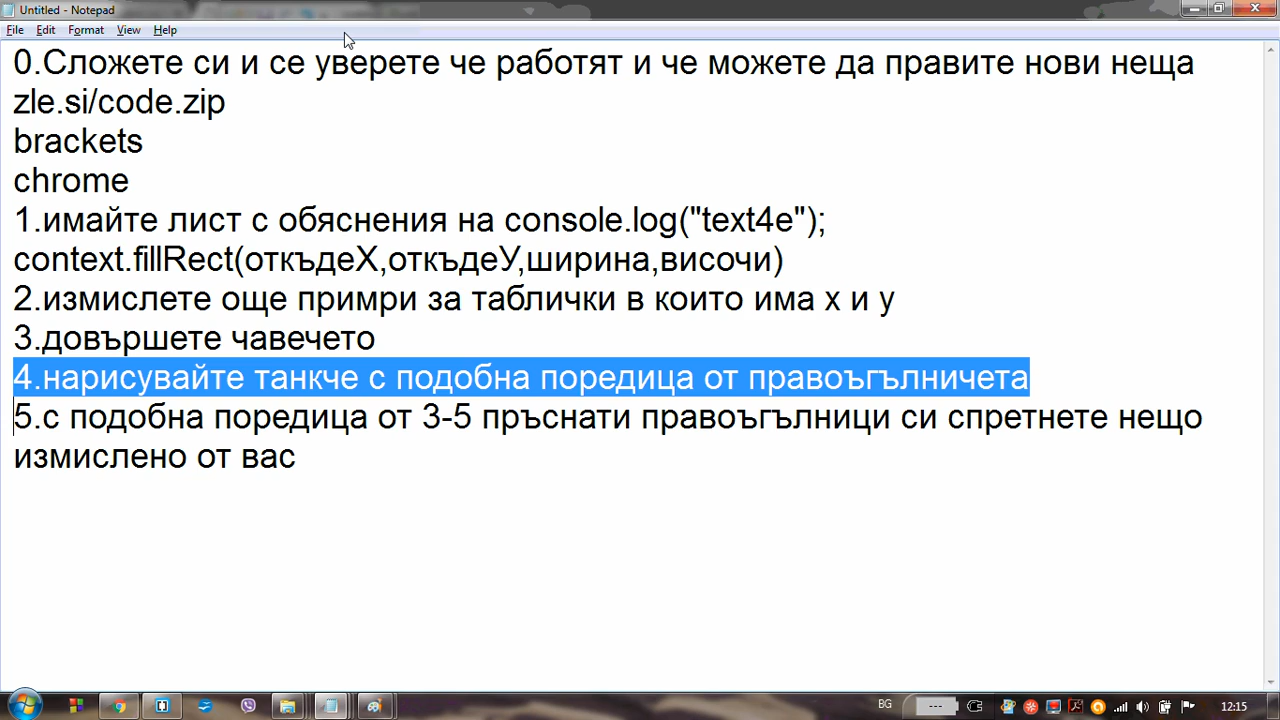 Untitled - Notepad
File Edit Format View Help
0.Сложете си и се уверете че работят и че можете да правите нови неща
zle.si/code.zip
brackets
chrome
1.имайте лист с обяснения на console.log("text4e");
context.fillRect(откъдеХ,откъдеУ,ширина,височи)
2.измислете още примри за таблички в които има х и у
3.довършете чавечето
4.нарисувайте танкче с подобна поредица от правоъгълничета
5.с подобна поредица от 3-5 пръснати правоъгълници си спретнете нещо
измислено от вас
BG 12:15